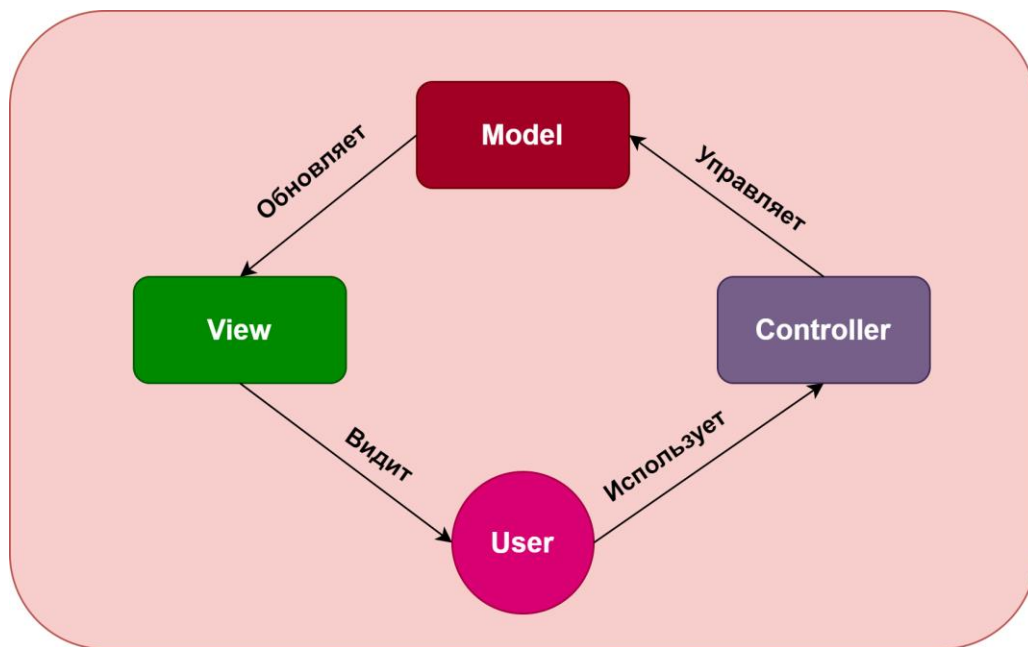 Model
Обновляет
Управляет
View
Controller
Видит
Использует
User